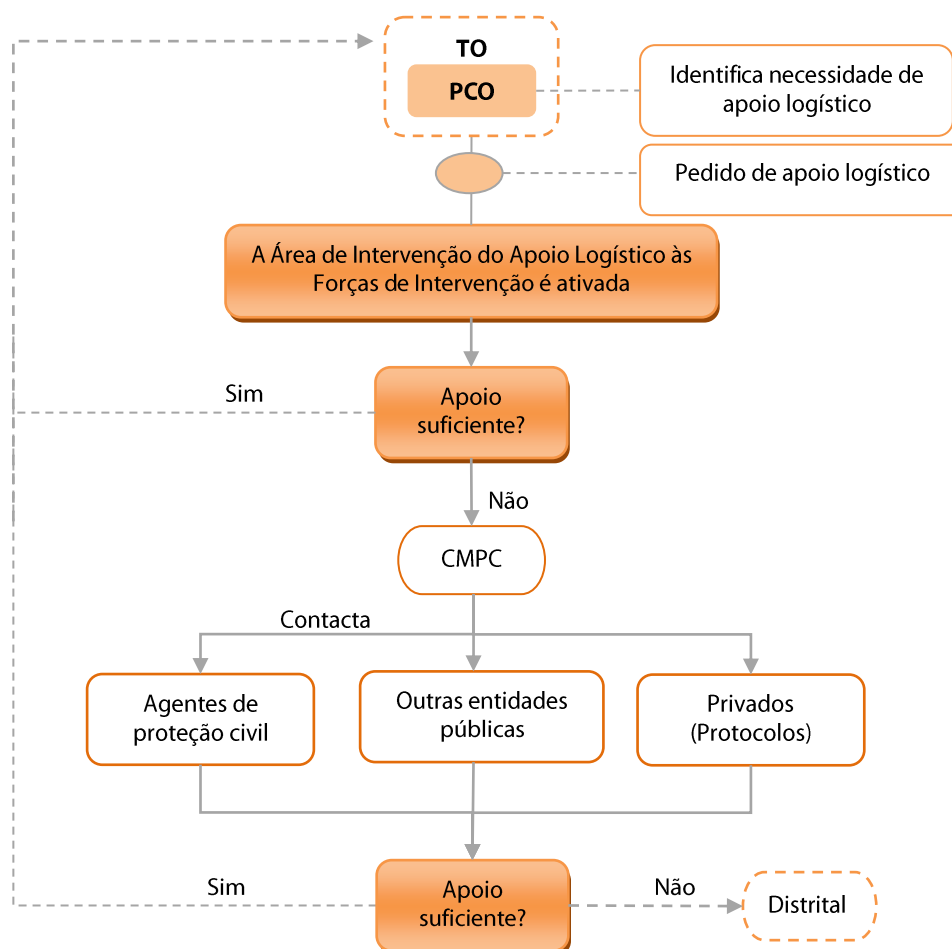 TO
PCO
Identifica necessidade de
apoio logístico
Pedido de apoio logístico
A Área de Intervenção do Apoio Logístico às
Forças de Intervenção é ativada
Sim
Apoio
suficiente?
Não
CMPC
Contacta
Agentes de
proteção civil
Outras entidades
públicas
Privados
(Protocolos)
Sim
Apoio
suficiente?
Não
Distrital